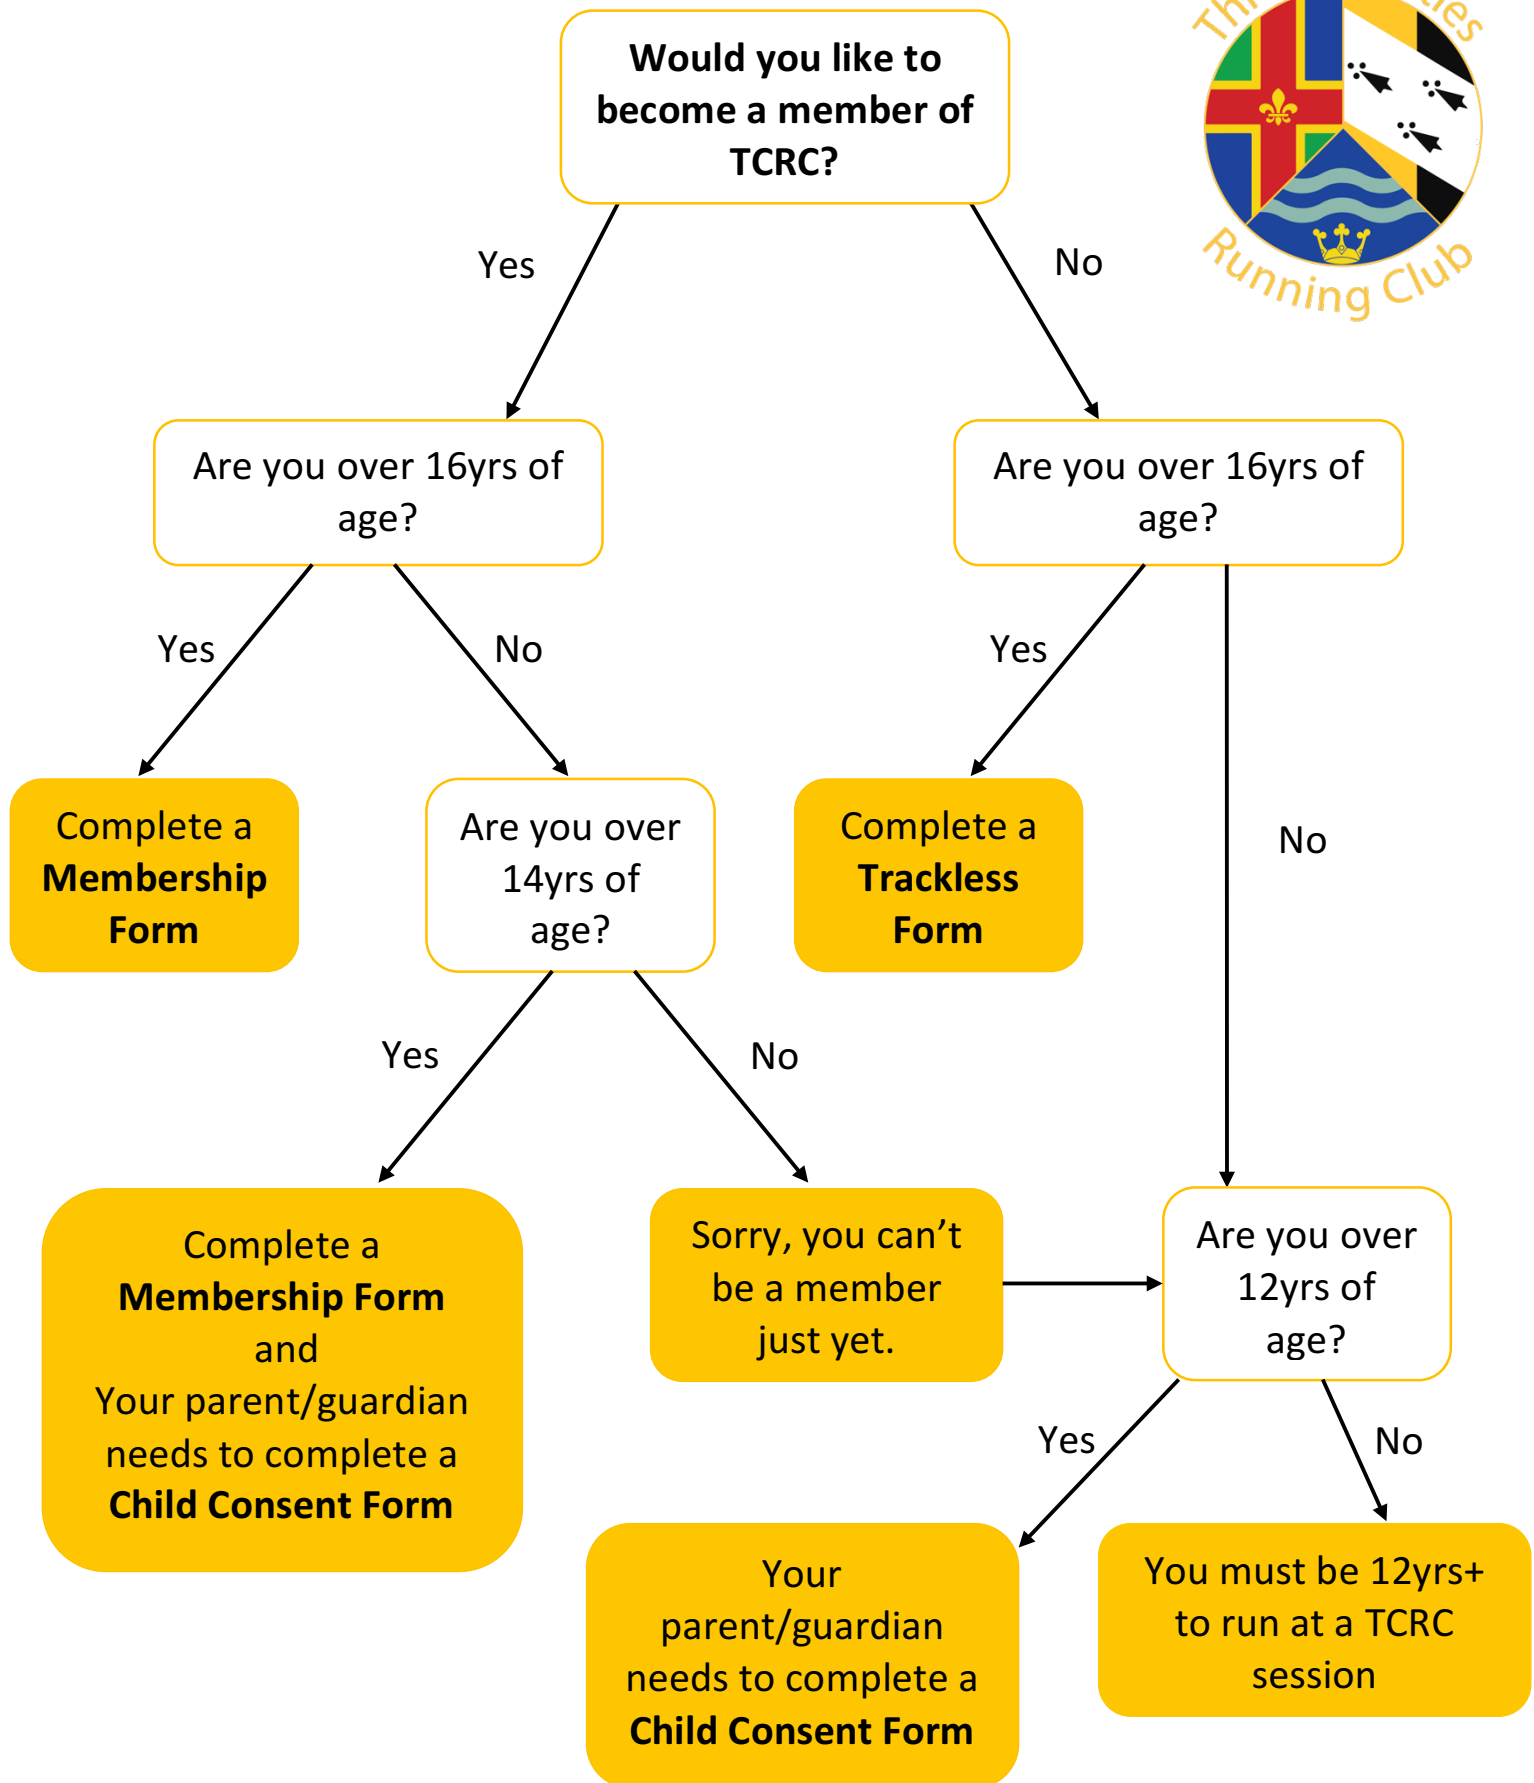 Would you like to
become a member of
TCRC?
Running Club
Yes
No
Are you over 16yrs of
age?
Are you over 16yrs of
age?
Yes
No
Yes
No
Complete a
Membership
Form
Are you over
14yrs of
age?
Complete a
Trackless
Form
Yes
No
Complete a
Membership Form
and
Your parent/guardian
needs to complete a
Child Consent Form
Sorry, you can’t
be a member
just yet.
Are you over
12yrs of
age?
Yes
No
Your
parent/guardian
needs to complete a
Child Consent Form
You must be 12yrs+
to run at a TCRC
session